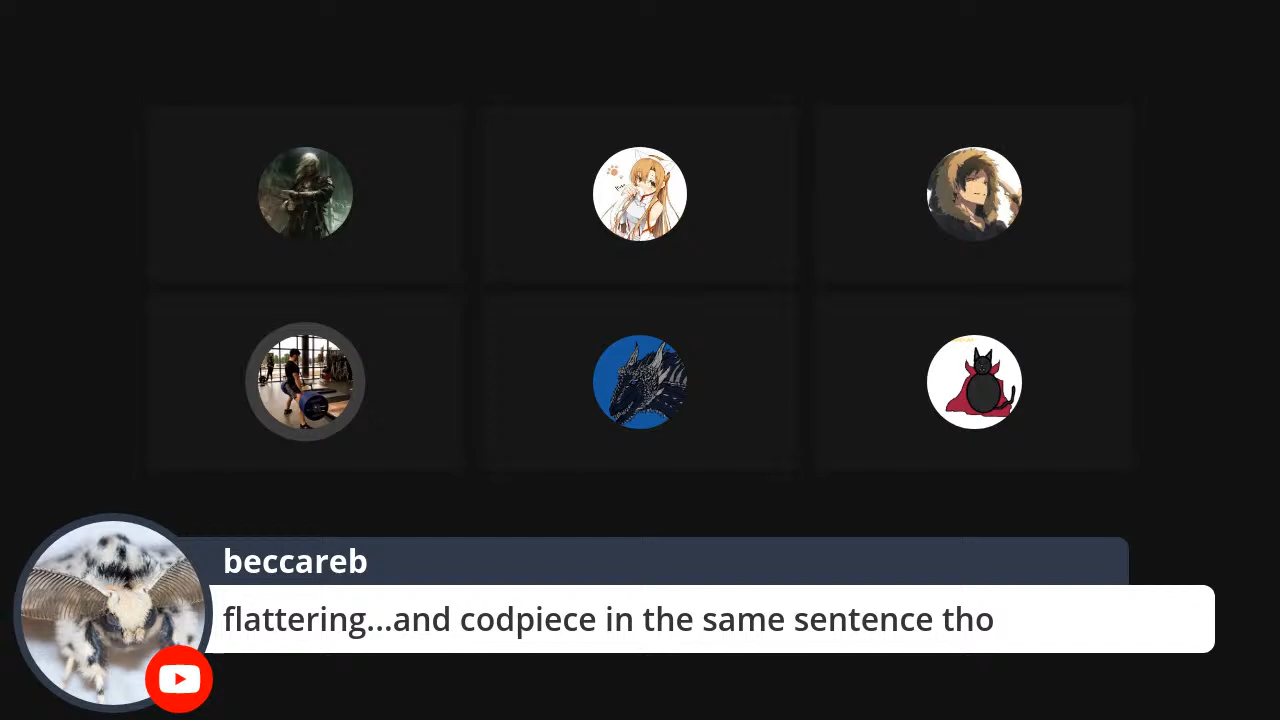 beccareb
flattering...and codpiece in the same sentence tho